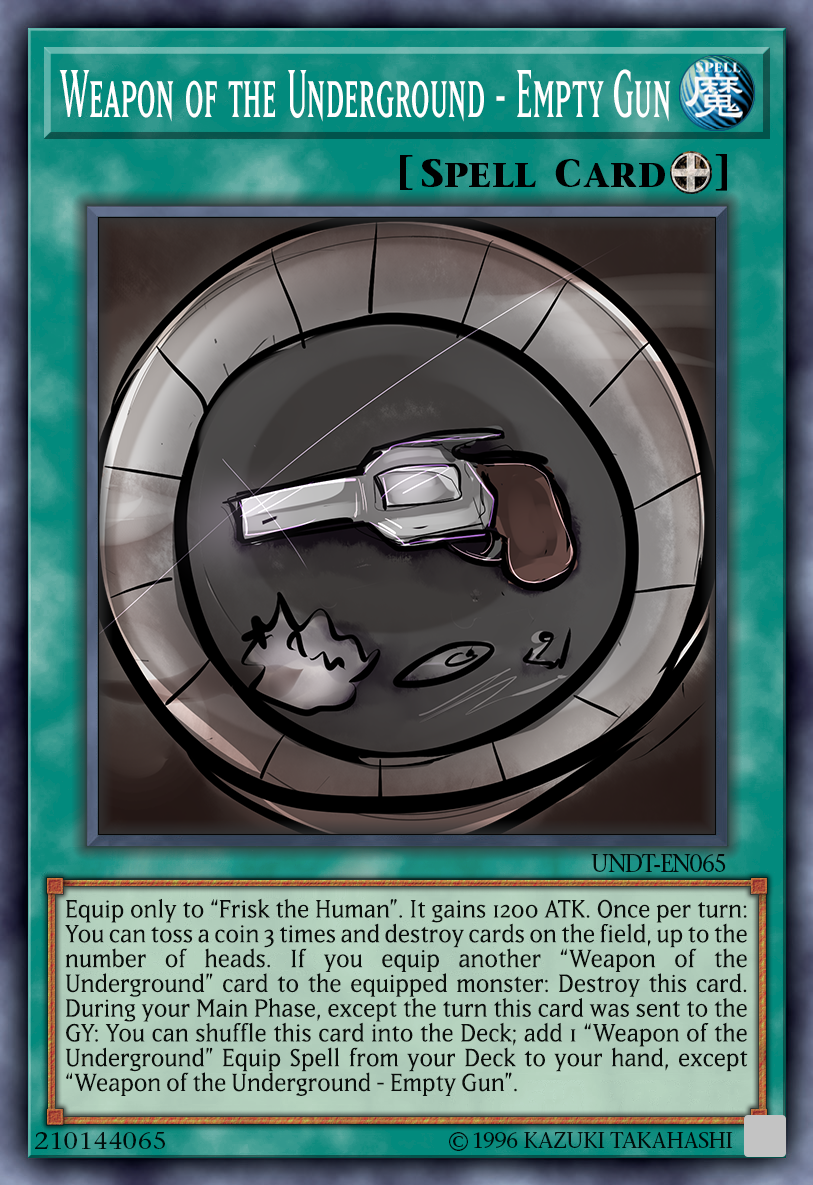 Weapon of the Underground - Empty Gun
SPELL
魔
[Spell Card]
UNDT-EN065
Equip only to “Frisk the Human”. It gains 1200 ATK. Once per turn:
You can toss a coin 3 times and destroy cards on the field, up to the
number of heads. If you equip another “Weapon of the
Underground” card to the equipped monster: Destroy this card.
During your Main Phase, except the turn this card was sent to the
GY: You can shuffle this card into the Deck; add 1 “Weapon of the
Underground” Equip Spell from your Deck to your hand, except
“Weapon of the Underground - Empty Gun”.
210144065
© 1996 KAZUKI TAKAHASHI